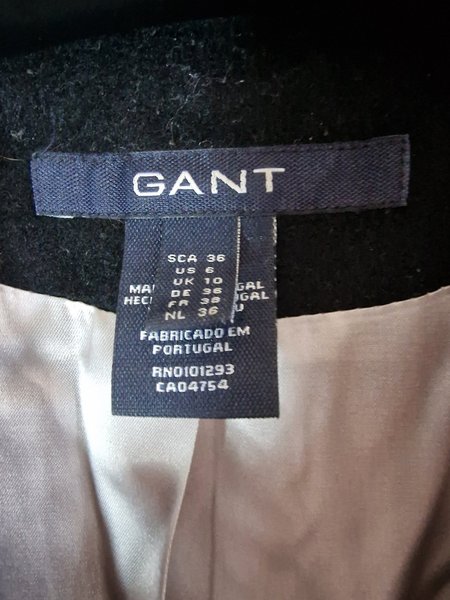 GANT
SCA 36
US 6
UK 10
DE 36
FR 38
NL 36
FABRICADO EM
PORTUGAL
RN0101293
CA04754